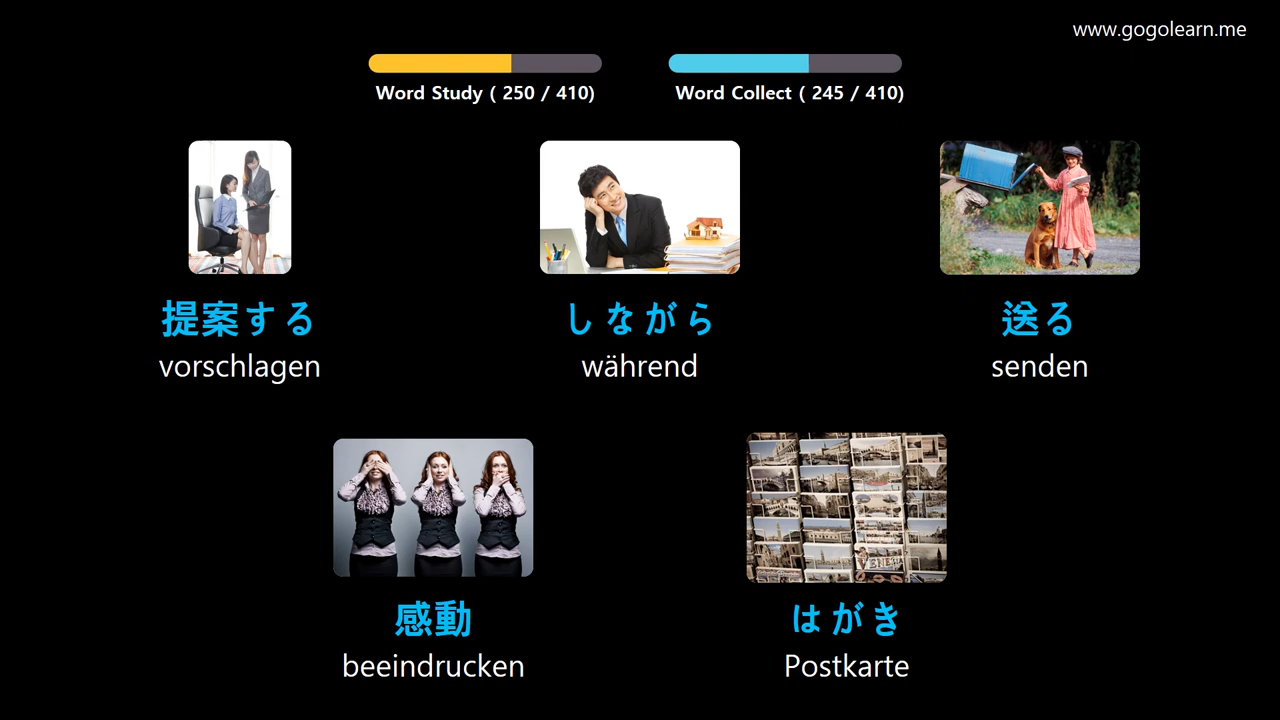 www.gogolearn.me
Word Study ( 250 / 410)
Word Collect ( 245 / 410)
提案する
vorschlagen
しながら
während
送る
senden
感動
beeindrucken
はがき
Postkarte